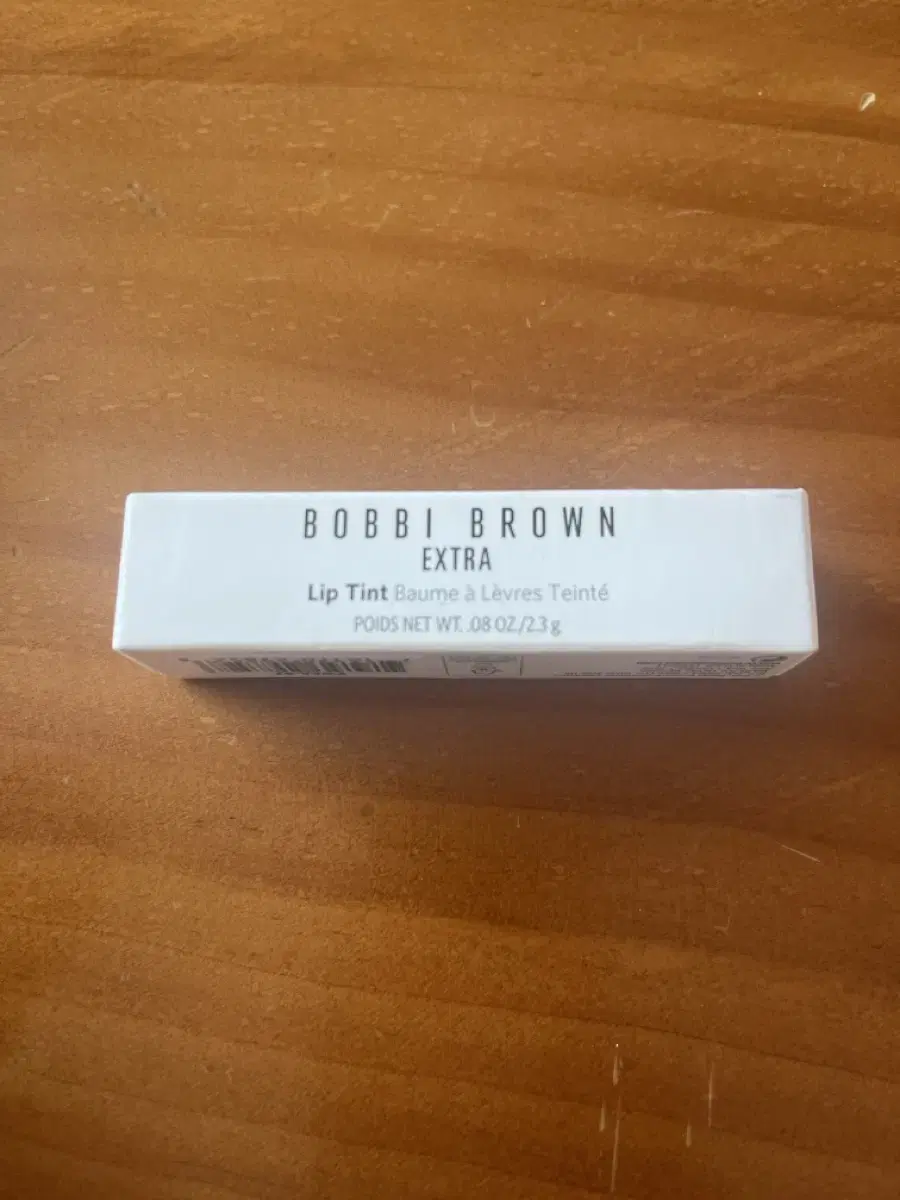 BOBBI BROWN
EXTRA
Lip Tint Baume à Lèvres Teinté
POIDS NET WT. .08 OZ./2.3 g